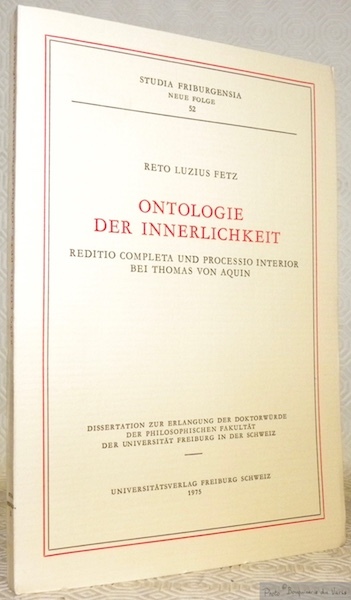 STUDIA FRIBURGENSIA
NEUE FOLGE
52
RETO LUZIUS FETZ
ONTOLOGIE
DER INNERLICHKEIT
REDITIO COMPLETA UND PROCESSIO INTERIOR
BEI THOMAS VON AQUIN
DISSERTATION ZUR ERLANGUNG DER DOKTORWÜRDE
DER PHILOSOPHISCHEN FAKULTÄT
DER UNIVERSITÄT FREIBURG IN DER SCHWEIZ
UNIVERSITÄTSVERLAG FREIBURG SCHWEIZ
1975